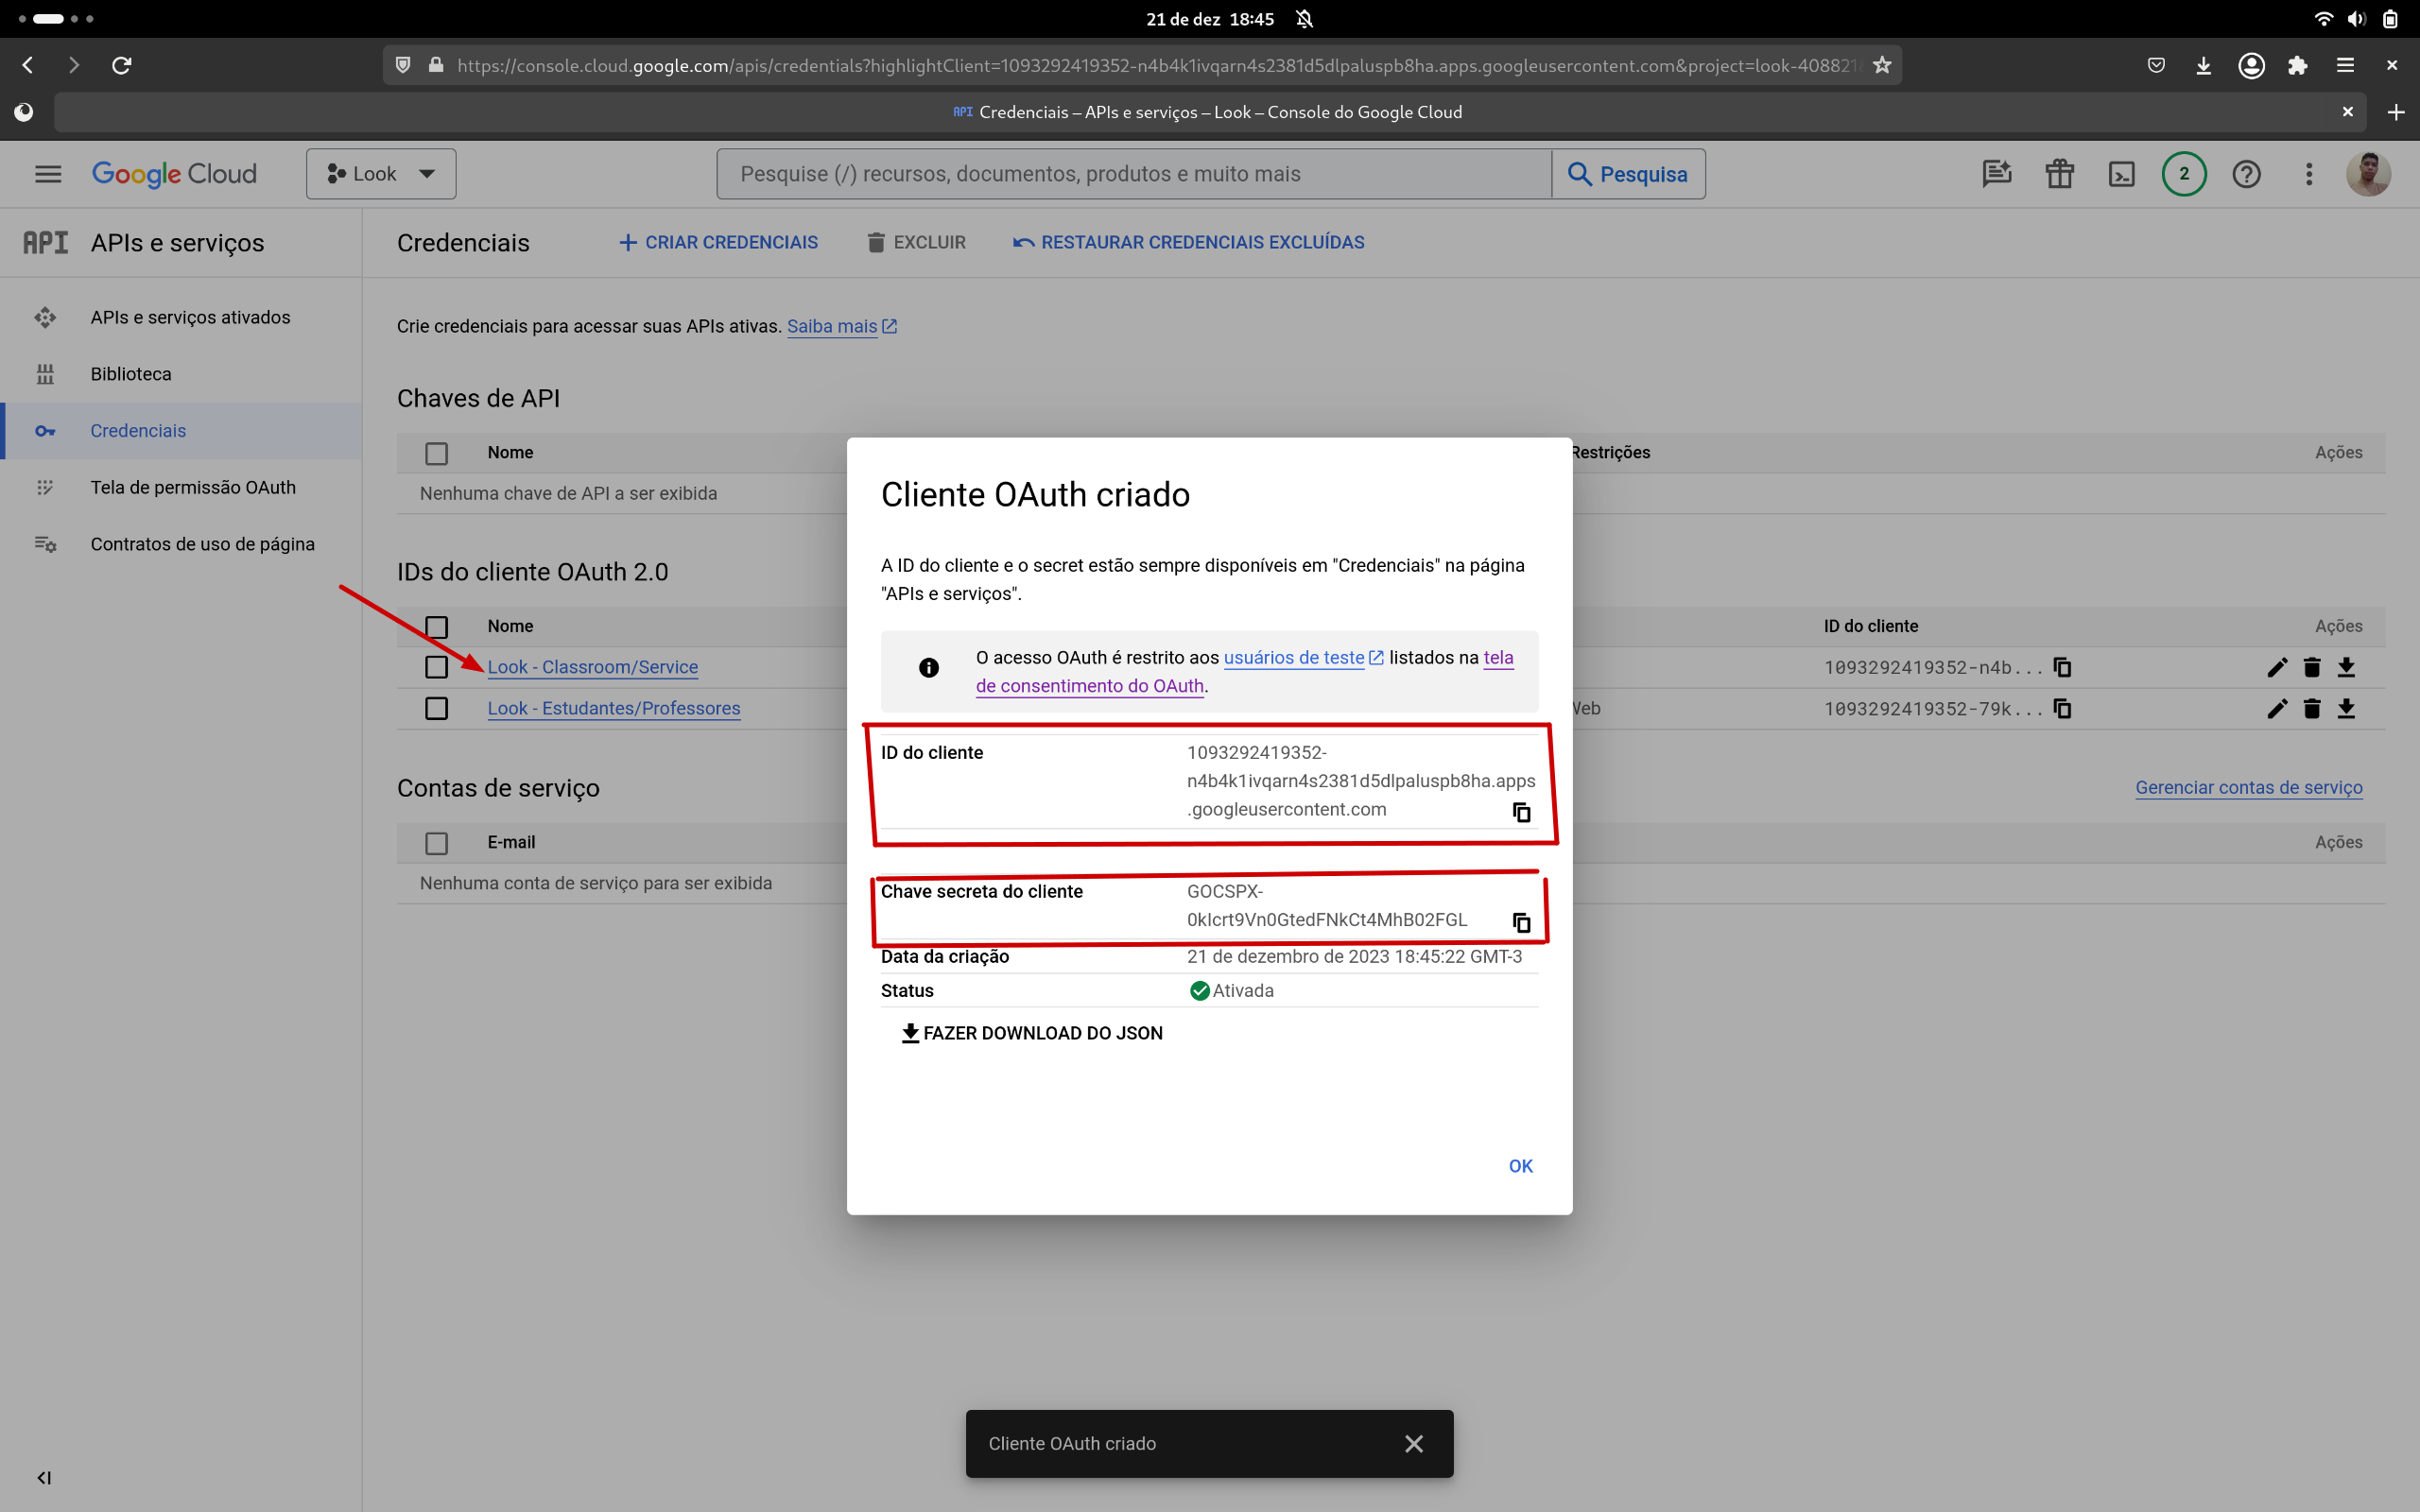 21 de dez 18:45
https://console.cloud.google.com/apis/credentials?highlightClient=1093292419352-n4b4k1ivqarn4s2381d5dlpaluspb8ha.apps.googleusercontent.com&project=look-408821
API Credenciais – APIs e serviços – Look – Console do Google Cloud
Google Cloud
Look
Pesquise (/) recursos, documentos, produtos e muito mais
Pesquisa
2
API APIs e serviços
Credenciais
CRIAR CREDENCIAIS
EXCLUIR
RESTAURAR CREDENCIAIS EXCLUÍDAS
APIs e serviços ativados
Biblioteca
Credenciais
Tela de permissão OAuth
Contratos de uso de página
Crie credenciais para acessar suas APIs ativas. Saiba mais
Chaves de API
Nome
Restrições
Ações
Nenhuma chave de API a ser exibida
IDs do cliente OAuth 2.0
Nome
ID do cliente
Ações
Look - Classroom/Service
1093292419352-n4b...
Look - Estudantes/Professores
Web
1093292419352-79k...
Contas de serviço
Gerenciar contas de serviço
E-mail
Ações
Nenhuma conta de serviço para ser exibida
Cliente OAuth criado
A ID do cliente e o secret estão sempre disponíveis em "Credenciais" na página
"APIs e serviços".
O acesso OAuth é restrito aos usuários de teste listados na tela
de consentimento do OAuth.
ID do cliente
1093292419352-
n4b4k1ivqarn4s2381d5dlpaluspb8ha.apps
.googleusercontent.com
Chave secreta do cliente
GOCSPX-
0kIcrt9Vn0GtedFNkCt4MhB02FGL
Data da criação
21 de dezembro de 2023 18:45:22 GMT-3
Status
Ativada
FAZER DOWNLOAD DO JSON
OK
Cliente OAuth criado